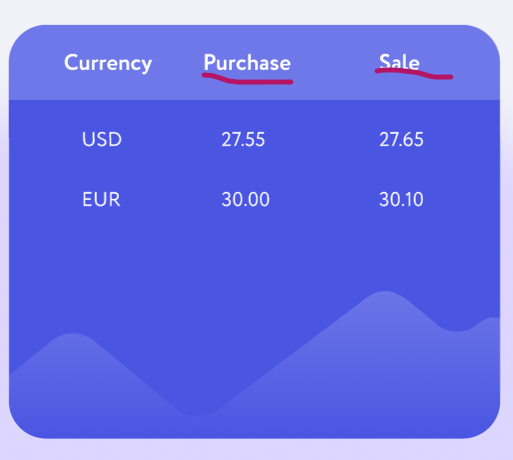 Currency Purchase Sale
USD 27.55 27.65
EUR 30.00 30.10